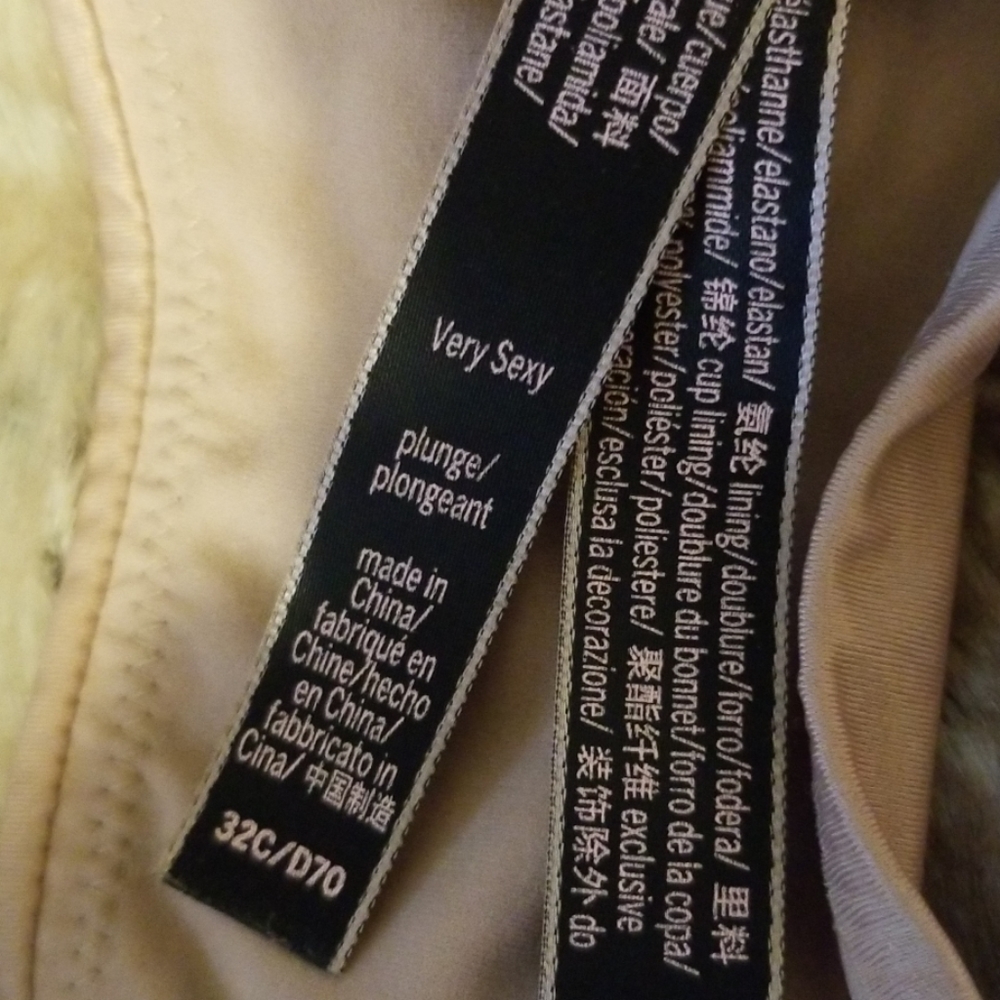 cuerpo/
面料
poliamida/
Very Sexy
plunge/
plongeant
made in
China/
fabriqué en
Chine/hecho
en China/
fabbricato in
Cina/ 中国制造
32C/D70
élasthanne/elastano/elastan/ 氨纶 lining/doublure/forro/fodera/ 里料
锦纶 cup lining/doublure du bonnet/forro de la copa/
polyester/poliéster/poliestere/ 聚酯纤维 exclusive
esclusa la decorazione/ 装饰除外 do